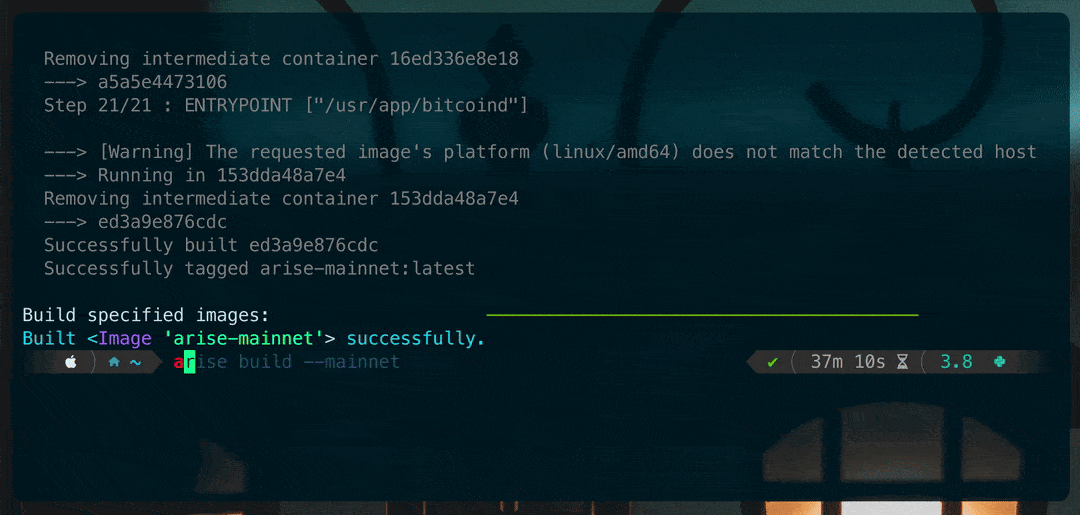 Removing intermediate container 16ed336e8e18
---> a5a5e4473106
Step 21/21 : ENTRYPOINT ["/usr/app/bitcoind"]
---> [Warning] The requested image's platform (linux/amd64) does not match the detected host
---> Running in 153dda48a7e4
Removing intermediate container 153dda48a7e4
---> ed3a9e876cdc
Successfully built ed3a9e876cdc
Successfully tagged arise-mainnet:latest
Build specified images:
Built <Image 'arise-mainnet'> successfully.
~ arise build --mainnet ✔ 37m 10s 3.8